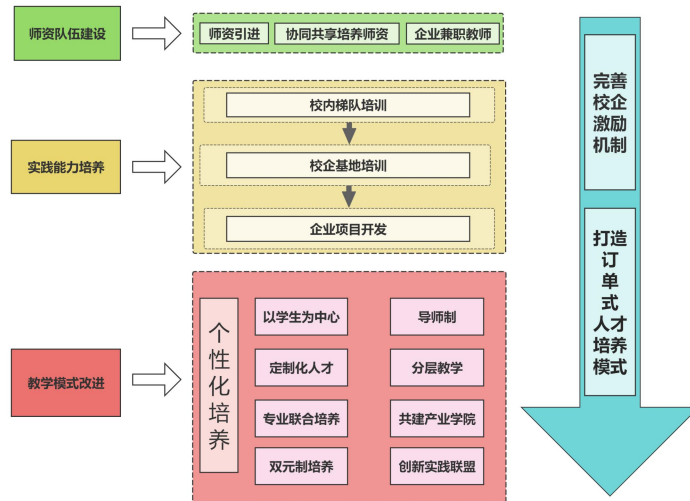 师资队伍建设
师资引进
协同共享培养师资
企业兼职教师
实践能力培养
校内梯队培训
校企基地培训
企业项目开发
教学模式改进
个
性
化
培
养
以学生为中心
导师制
定制化人才
分层教学
专业联合培养
共建产业学院
双元制培养
创新实践联盟
完善
校企
激励
机制
打造
订
单
式
人才
培养
模式